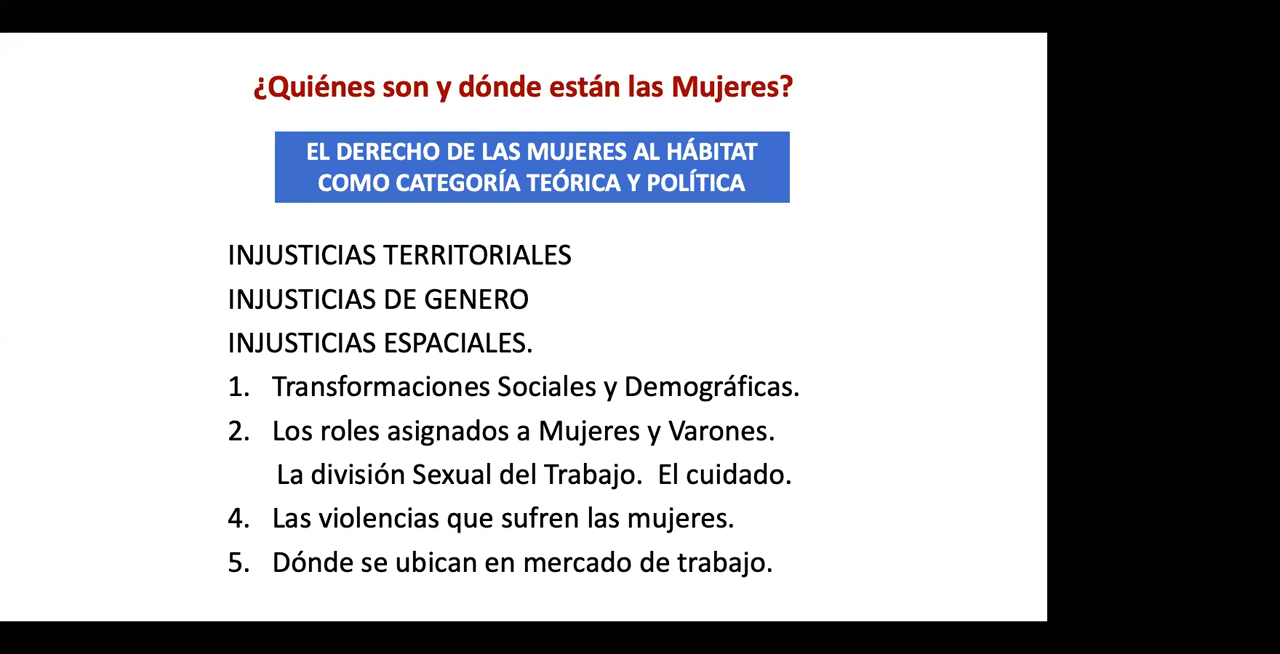 ¿Quiénes son y dónde están las Mujeres?
EL DERECHO DE LAS MUJERES AL HÁBITAT
COMO CATEGORÍA TEÓRICA Y POLÍTICA
INJUSTICIAS TERRITORIALES
INJUSTICIAS DE GENERO
INJUSTICIAS ESPACIALES.
1. Transformaciones Sociales y Demográficas.
2. Los roles asignados a Mujeres y Varones.
La división Sexual del Trabajo. El cuidado.
4. Las violencias que sufren las mujeres.
5. Dónde se ubican en mercado de trabajo.